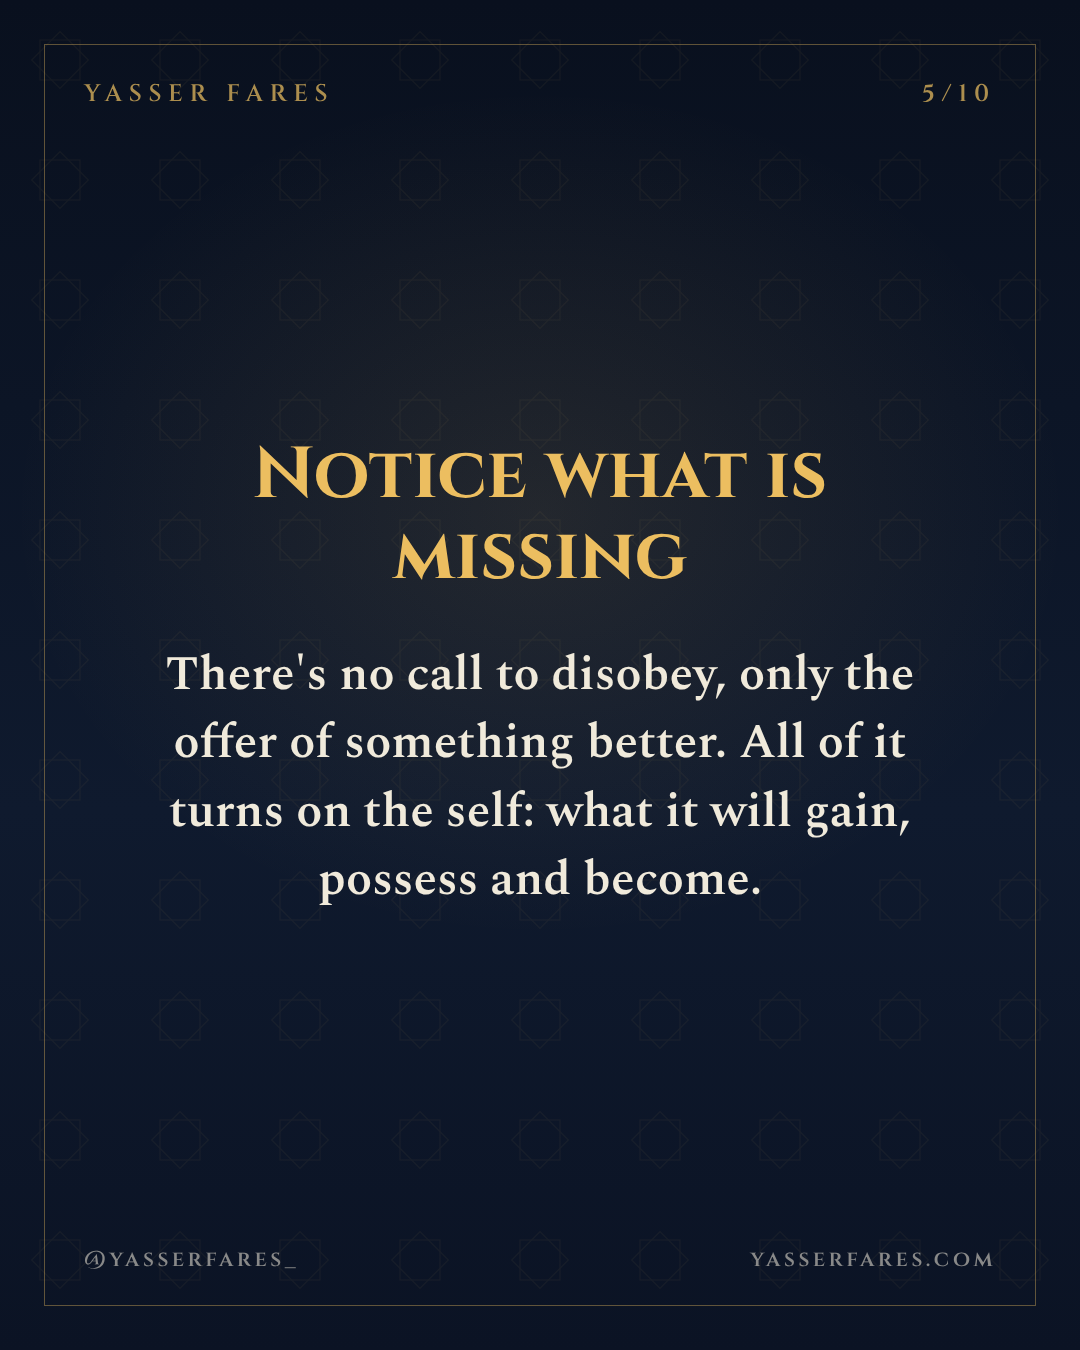 YASSER FARES
5/10
Notice what is
missing
There's no call to disobey, only the
offer of something better. All of it
turns on the self: what it will gain,
possess and become.
@YASSERFARES_
YASSERFARES.COM